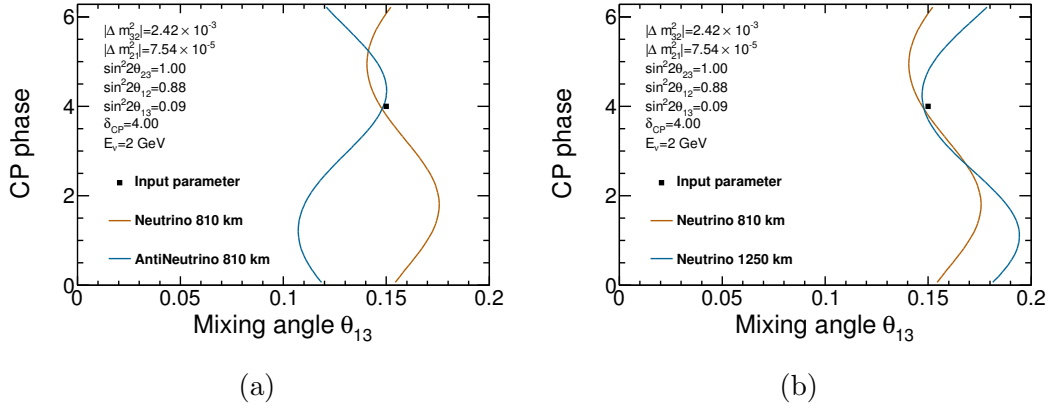 6
4
2
0
CP phase
|Δ m²₃₂|=2.42 × 10⁻³
|Δ m²₂₁|=7.54 × 10⁻⁵
sin²2θ₂₃=1.00
sin²2θ₁₂=0.88
sin²2θ₁₃=0.09
δ_CP=4.00
E_ν=2 GeV
Input parameter
Neutrino 810 km
AntiNeutrino 810 km
0 0.05 0.1 0.15 0.2
Mixing angle θ₁₃
(a)
6
4
2
0
CP phase
|Δ m²₃₂|=2.42 × 10⁻³
|Δ m²₂₁|=7.54 × 10⁻⁵
sin²2θ₂₃=1.00
sin²2θ₁₂=0.88
sin²2θ₁₃=0.09
δ_CP=4.00
E_ν=2 GeV
Input parameter
Neutrino 810 km
Neutrino 1250 km
0 0.05 0.1 0.15 0.2
Mixing angle θ₁₃
(b)